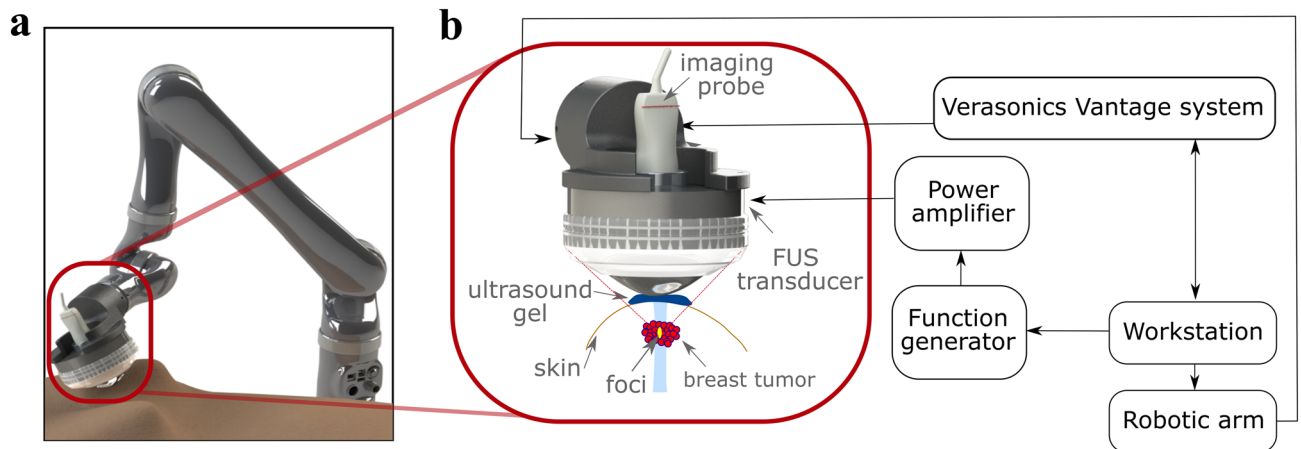 a
b
imaging
probe
Verasonics Vantage system
Power
amplifier
FUS
transducer
ultrasound
gel
Function
generator
Workstation
skin
foci
breast tumor
Robotic arm